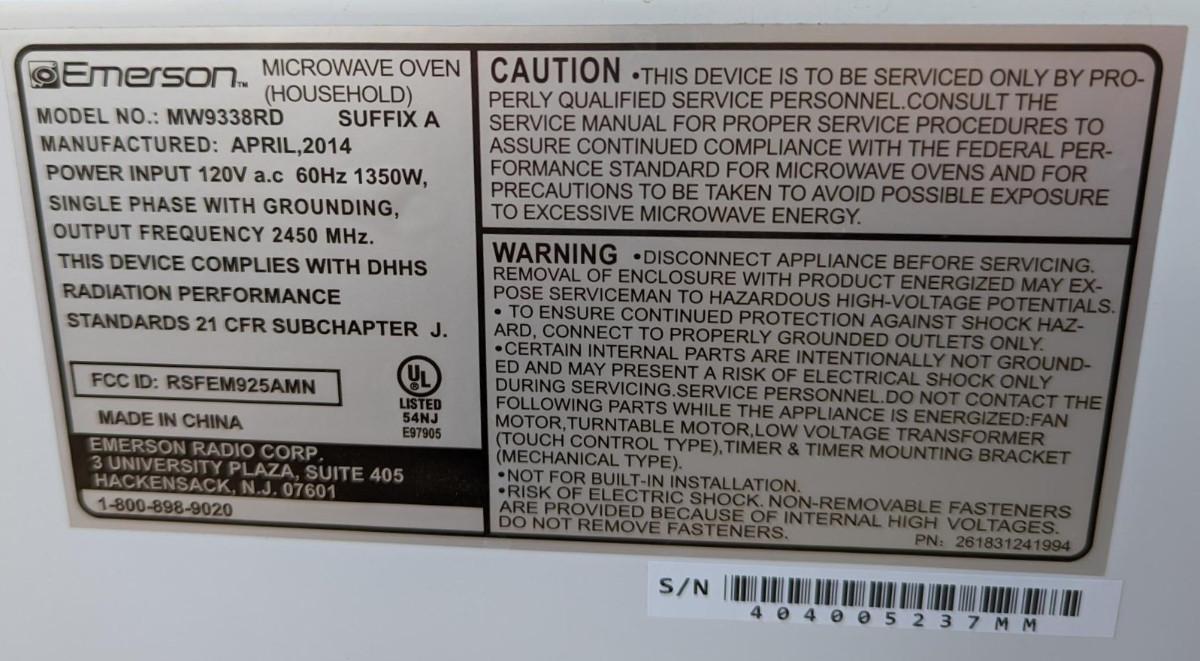 Emerson™ MICROWAVE OVEN
(HOUSEHOLD)
MODEL NO.: MW9338RD SUFFIX A
MANUFACTURED: APRIL,2014
POWER INPUT 120V a.c 60Hz 1350W,
SINGLE PHASE WITH GROUNDING,
OUTPUT FREQUENCY 2450 MHz.
THIS DEVICE COMPLIES WITH DHHS
RADIATION PERFORMANCE
STANDARDS 21 CFR SUBCHAPTER J.
FCC ID: RSFEM925AMN
MADE IN CHINA
UL
®
LISTED
54NJ
E97905
EMERSON RADIO CORP.
3 UNIVERSITY PLAZA, SUITE 405
HACKENSACK, N.J. 07601
1-800-898-9020
CAUTION •THIS DEVICE IS TO BE SERVICED ONLY BY PRO-
PERLY QUALIFIED SERVICE PERSONNEL.CONSULT THE
SERVICE MANUAL FOR PROPER SERVICE PROCEDURES TO
ASSURE CONTINUED COMPLIANCE WITH THE FEDERAL PER-
FORMANCE STANDARD FOR MICROWAVE OVENS AND FOR
PRECAUTIONS TO BE TAKEN TO AVOID POSSIBLE EXPOSURE
TO EXCESSIVE MICROWAVE ENERGY.
WARNING •DISCONNECT APPLIANCE BEFORE SERVICING.
REMOVAL OF ENCLOSURE WITH PRODUCT ENERGIZED MAY EX-
POSE SERVICEMAN TO HAZARDOUS HIGH-VOLTAGE POTENTIALS.
• TO ENSURE CONTINUED PROTECTION AGAINST SHOCK HAZ-
ARD, CONNECT TO PROPERLY GROUNDED OUTLETS ONLY.
•CERTAIN INTERNAL PARTS ARE INTENTIONALLY NOT GROUND-
ED AND MAY PRESENT A RISK OF ELECTRICAL SHOCK ONLY
DURING SERVICING.SERVICE PERSONNEL.DO NOT CONTACT THE
FOLLOWING PARTS WHILE THE APPLIANCE IS ENERGIZED:FAN
MOTOR,TURNTABLE MOTOR,LOW VOLTAGE TRANSFORMER
(TOUCH CONTROL TYPE),TIMER & TIMER MOUNTING BRACKET
(MECHANICAL TYPE).
•NOT FOR BUILT-IN INSTALLATION.
•RISK OF ELECTRIC SHOCK. NON-REMOVABLE FASTENERS
ARE PROVIDED BECAUSE OF INTERNAL HIGH VOLTAGES.
DO NOT REMOVE FASTENERS.
PN: 261831241994
S/N
404005237MM